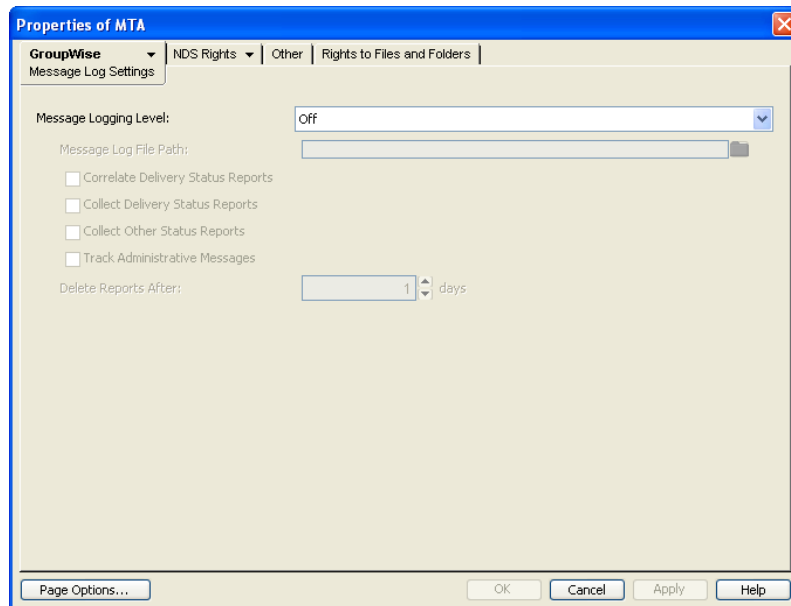 Properties of MTA
GroupWise NDS Rights Other Rights to Files and Folders
Message Log Settings
Message Logging Level: Off
Message Log File Path:
Correlate Delivery Status Reports
Collect Delivery Status Reports
Collect Other Status Reports
Track Administrative Messages
Delete Reports After: 1 days
Page Options... OK Cancel Apply Help